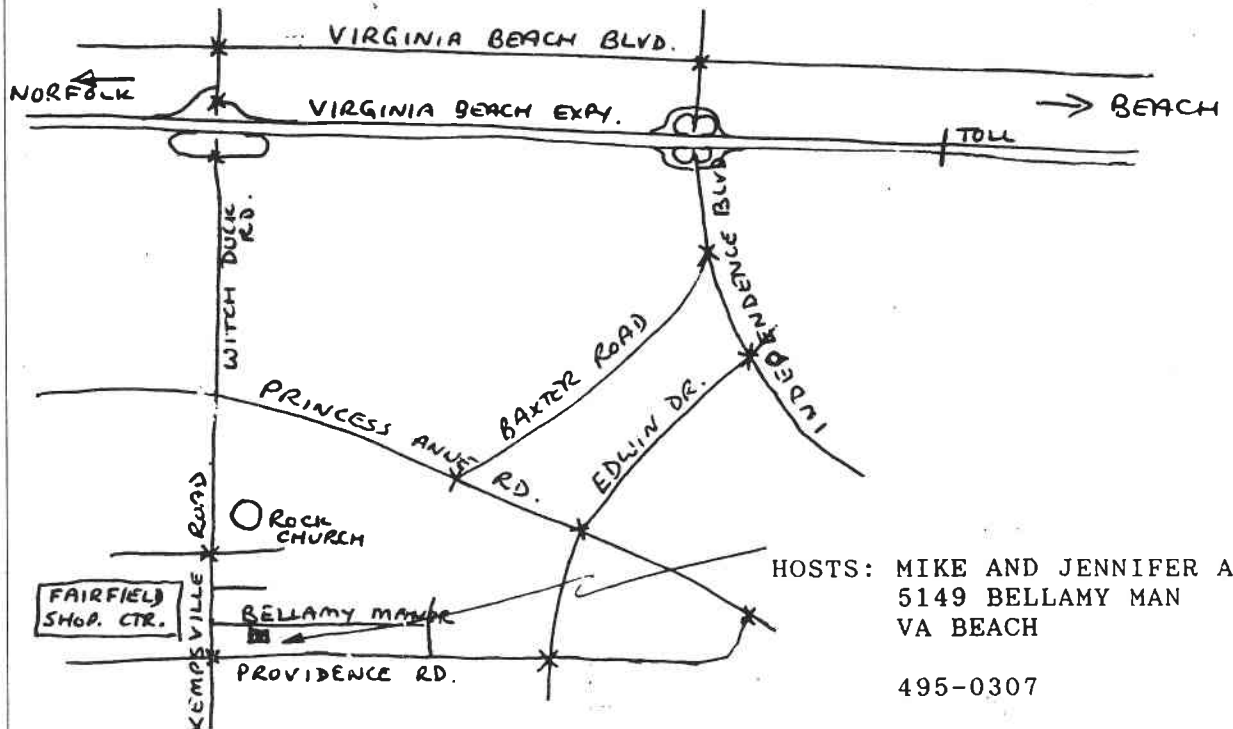 VIRGINIA BEACH BLVD.
NORFOLK
VIRGINIA BEACH EXPY.
BEACH
TOLL
WITCH DUCK
RD.
INDEPENDENCE BLVD
BAXTER ROAD
PRINCESS ANNE RD.
EDWIN DR.
ROCK
CHURCH
KEMPSVILLE ROAD
FAIRFIELD
SHOP. CTR.
BELLAMY MANOR
PROVIDENCE RD.
HOSTS: MIKE AND JENNIFER A
5149 BELLAMY MAN
VA BEACH
495-0307